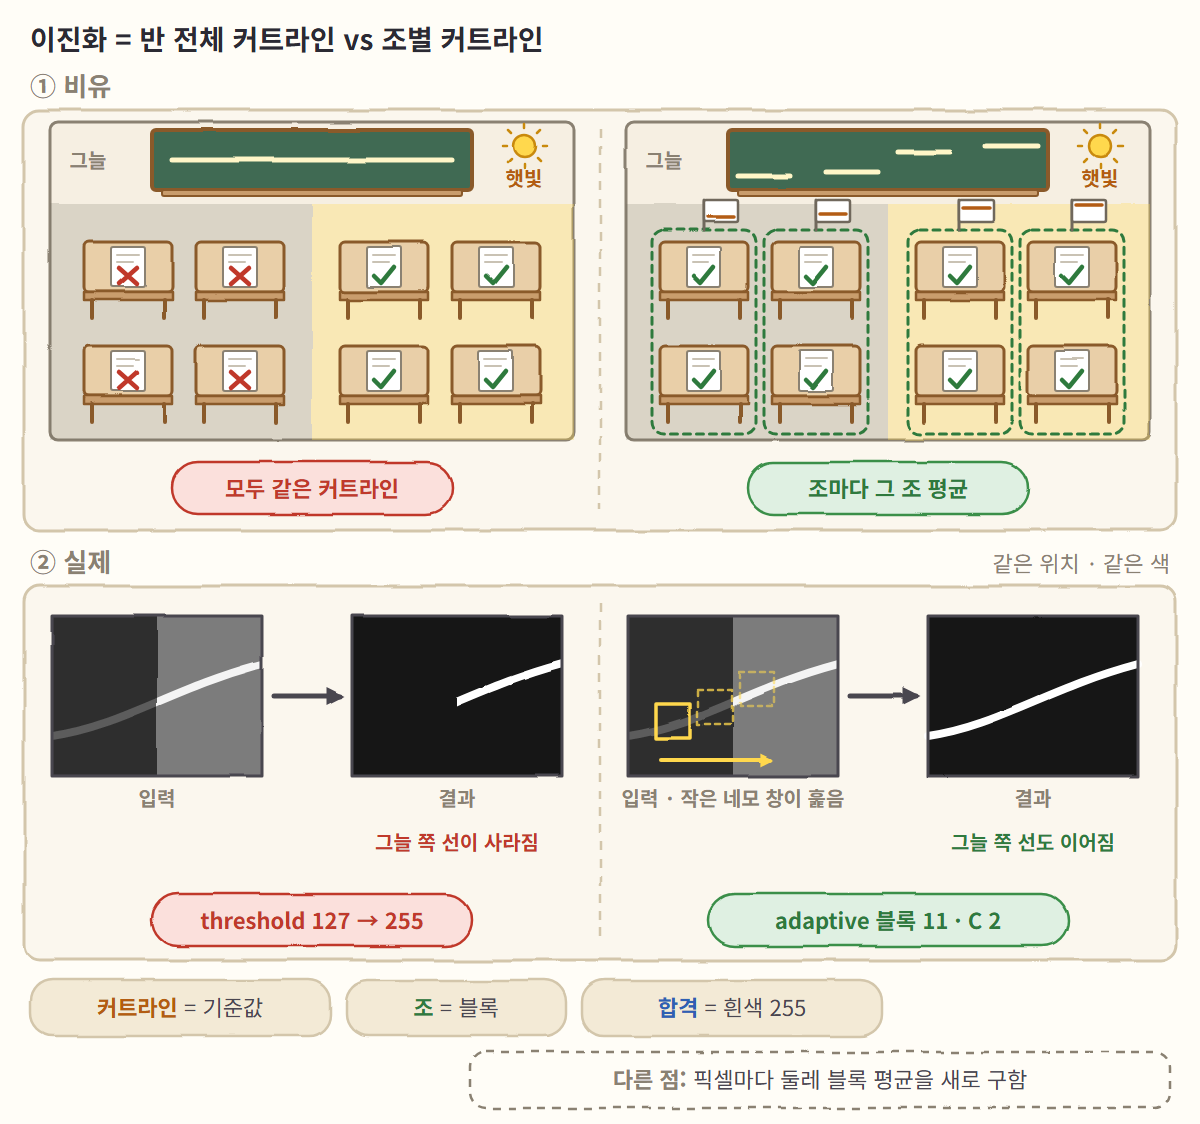 이진화 = 반 전체 커트라인 vs 조별 커트라인
① 비유
그늘
햇빛
그늘
햇빛
모두 같은 커트라인
조마다 그 조 평균
② 실제
같은 위치 · 같은 색
입력
결과
입력 · 작은 네모 창이 훑음
결과
그늘 쪽 선이 사라짐
그늘 쪽 선도 이어짐
threshold 127 → 255
adaptive 블록 11 · C 2
커트라인 = 기준값
조 = 블록
합격 = 흰색 255
다른 점: 픽셀마다 둘레 블록 평균을 새로 구함